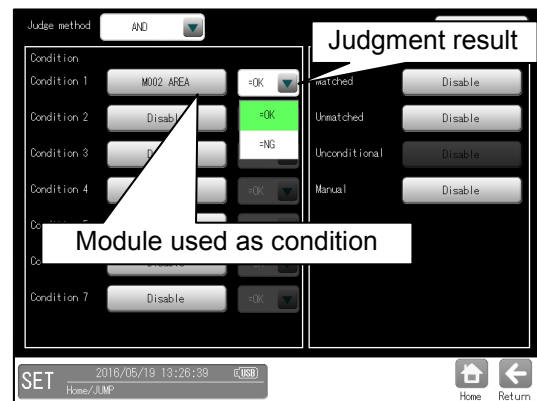 Judge method AND
Judgment result
Condition
Condition 1 M002 AREA =OK Matched Disable
Condition 2 =OK Unmatched Disable
Condition 3 =NG Unconditional Disable
Condition 4 =OK Manual Disable
Module used as condition
Condition 7 Disable =OK
SET 2016/05/19 13:26:39 USB
Home/JUMP
Home Return